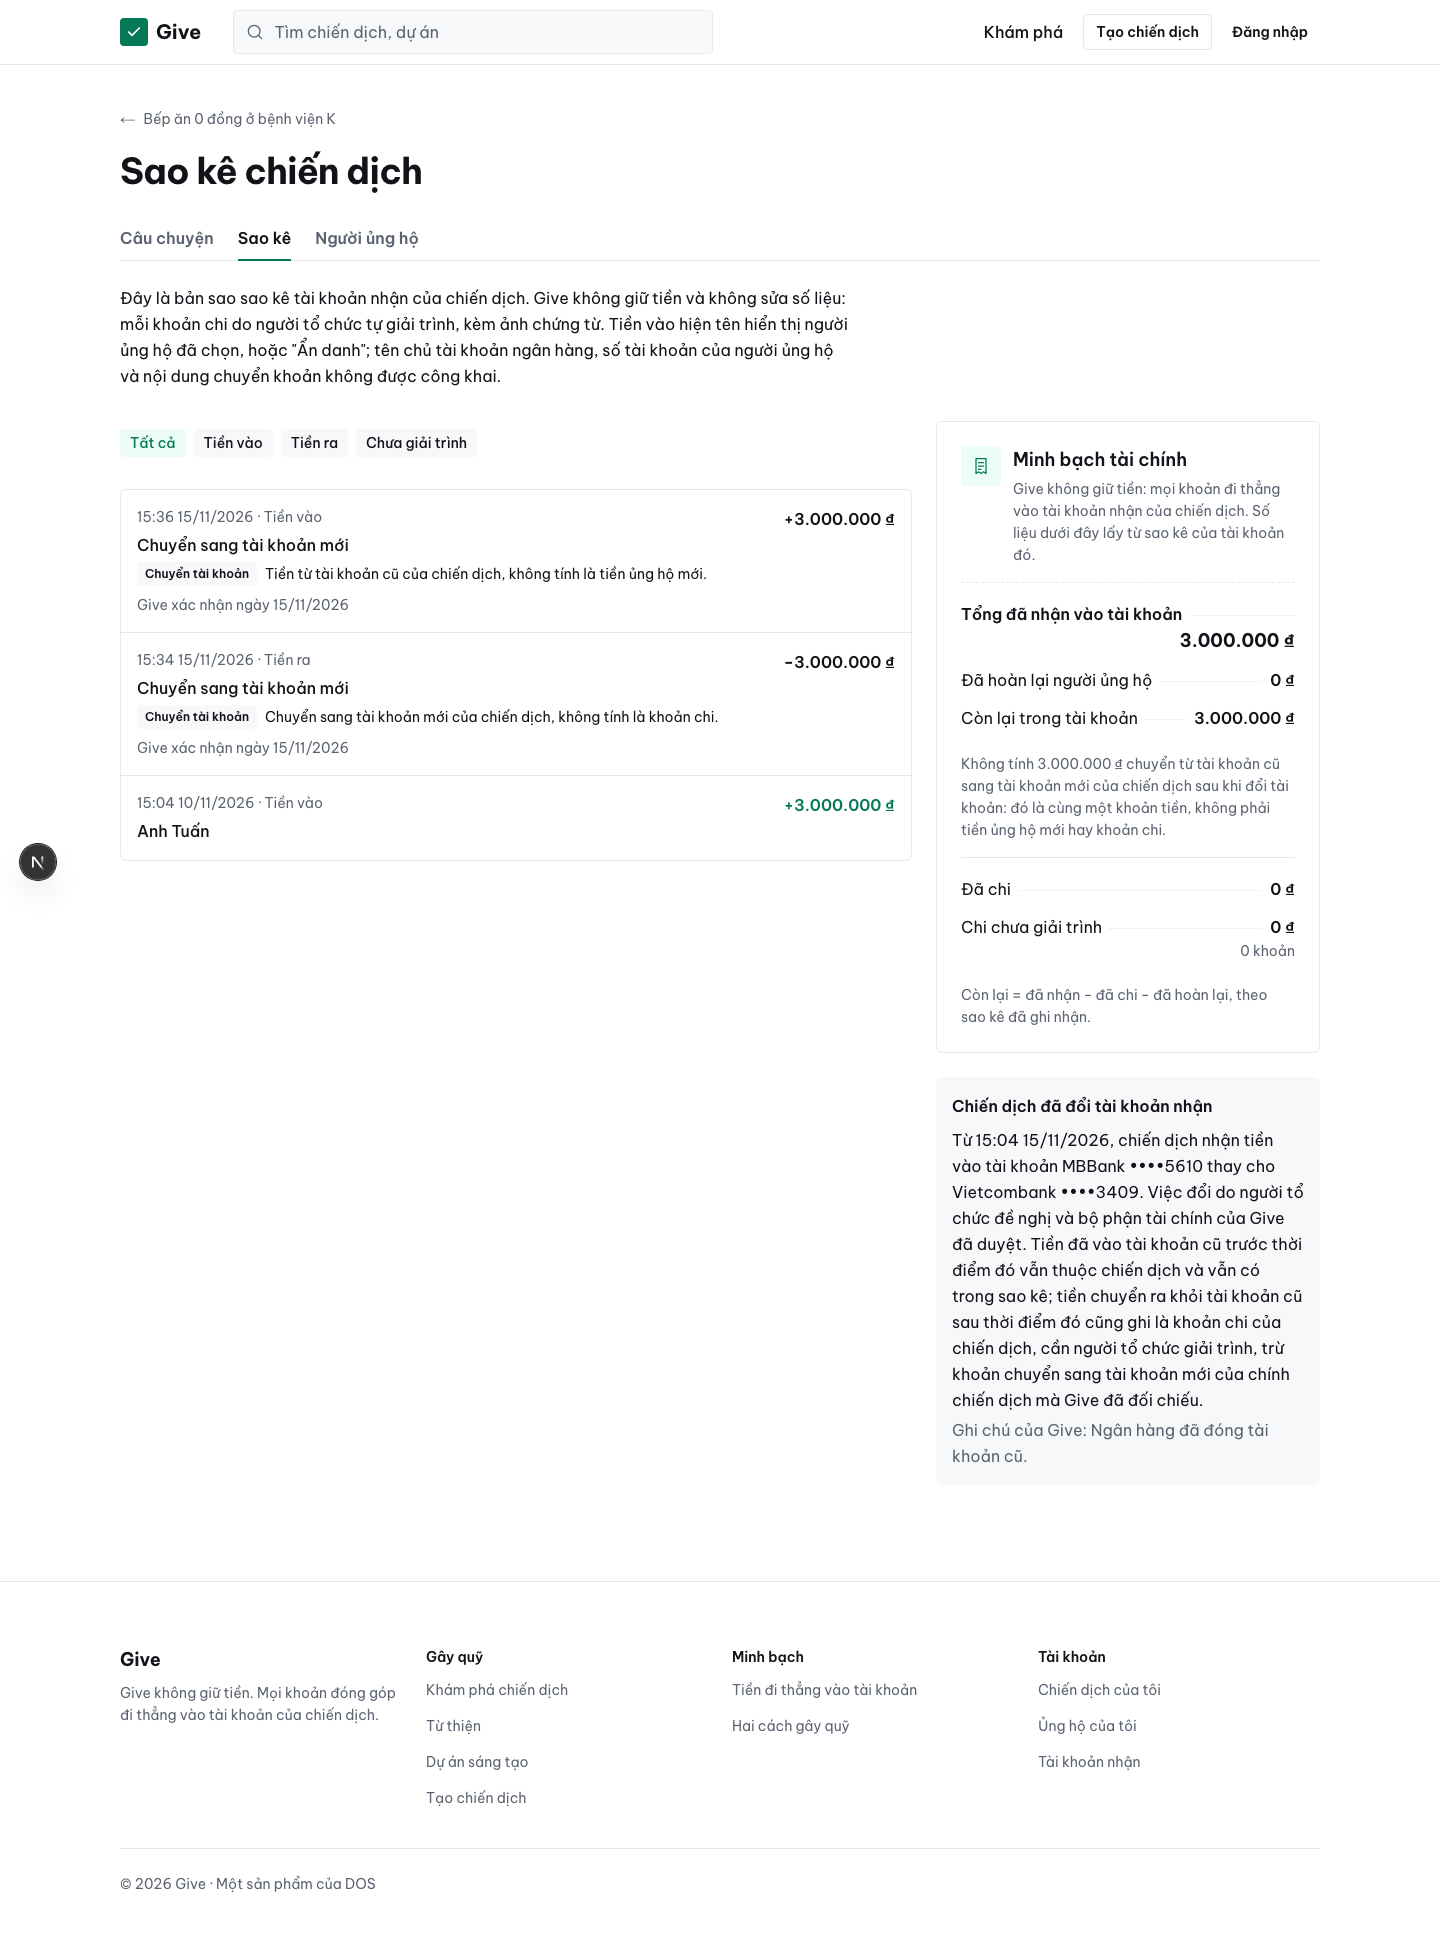 Give
Tìm chiến dịch, dự án
Khám phá
Tạo chiến dịch
Đăng nhập
← Bếp ăn 0 đồng ở bệnh viện K
Sao kê chiến dịch
Câu chuyện
Sao kê
Người ủng hộ
Đây là bản sao sao kê tài khoản nhận của chiến dịch. Give không giữ tiền và không sửa số liệu:
mỗi khoản chi do người tổ chức tự giải trình, kèm ảnh chứng từ. Tiền vào hiện tên hiển thị người
ủng hộ đã chọn, hoặc "Ẩn danh"; tên chủ tài khoản ngân hàng, số tài khoản của người ủng hộ
và nội dung chuyển khoản không được công khai.
Tất cả
Tiền vào
Tiền ra
Chưa giải trình
15:36 15/11/2026 · Tiền vào
+3.000.000 ₫
Chuyển sang tài khoản mới
Chuyển tài khoản Tiền từ tài khoản cũ của chiến dịch, không tính là tiền ủng hộ mới.
Give xác nhận ngày 15/11/2026
15:34 15/11/2026 · Tiền ra
−3.000.000 ₫
Chuyển sang tài khoản mới
Chuyển tài khoản Chuyển sang tài khoản mới của chiến dịch, không tính là khoản chi.
Give xác nhận ngày 15/11/2026
15:04 10/11/2026 · Tiền vào
+3.000.000 ₫
Anh Tuấn
Minh bạch tài chính
Give không giữ tiền: mọi khoản đi thẳng
vào tài khoản nhận của chiến dịch. Số
liệu dưới đây lấy từ sao kê của tài khoản
đó.
Tổng đã nhận vào tài khoản
3.000.000 ₫
Đã hoàn lại người ủng hộ 0 ₫
Còn lại trong tài khoản 3.000.000 ₫
Không tính 3.000.000 ₫ chuyển từ tài khoản cũ
sang tài khoản mới của chiến dịch sau khi đổi tài
khoản: đó là cùng một khoản tiền, không phải
tiền ủng hộ mới hay khoản chi.
Đã chi 0 ₫
Chi chưa giải trình 0 ₫
0 khoản
Còn lại = đã nhận − đã chi − đã hoàn lại, theo
sao kê đã ghi nhận.
Chiến dịch đã đổi tài khoản nhận
Từ 15:04 15/11/2026, chiến dịch nhận tiền
vào tài khoản MBBank ••••5610 thay cho
Vietcombank ••••3409. Việc đổi do người tổ
chức đề nghị và bộ phận tài chính của Give
đã duyệt. Tiền đã vào tài khoản cũ trước thời
điểm đó vẫn thuộc chiến dịch và vẫn có
trong sao kê; tiền chuyển ra khỏi tài khoản cũ
sau thời điểm đó cũng ghi là khoản chi của
chiến dịch, cần người tổ chức giải trình, trừ
khoản chuyển sang tài khoản mới của chính
chiến dịch mà Give đã đối chiếu.
Ghi chú của Give: Ngân hàng đã đóng tài
khoản cũ.
N
Give
Give không giữ tiền. Mọi khoản đóng góp
đi thẳng vào tài khoản của chiến dịch.
Gây quỹ
Khám phá chiến dịch
Từ thiện
Dự án sáng tạo
Tạo chiến dịch
Minh bạch
Tiền đi thẳng vào tài khoản
Hai cách gây quỹ
Tài khoản
Chiến dịch của tôi
Ủng hộ của tôi
Tài khoản nhận
© 2026 Give · Một sản phẩm của DOS